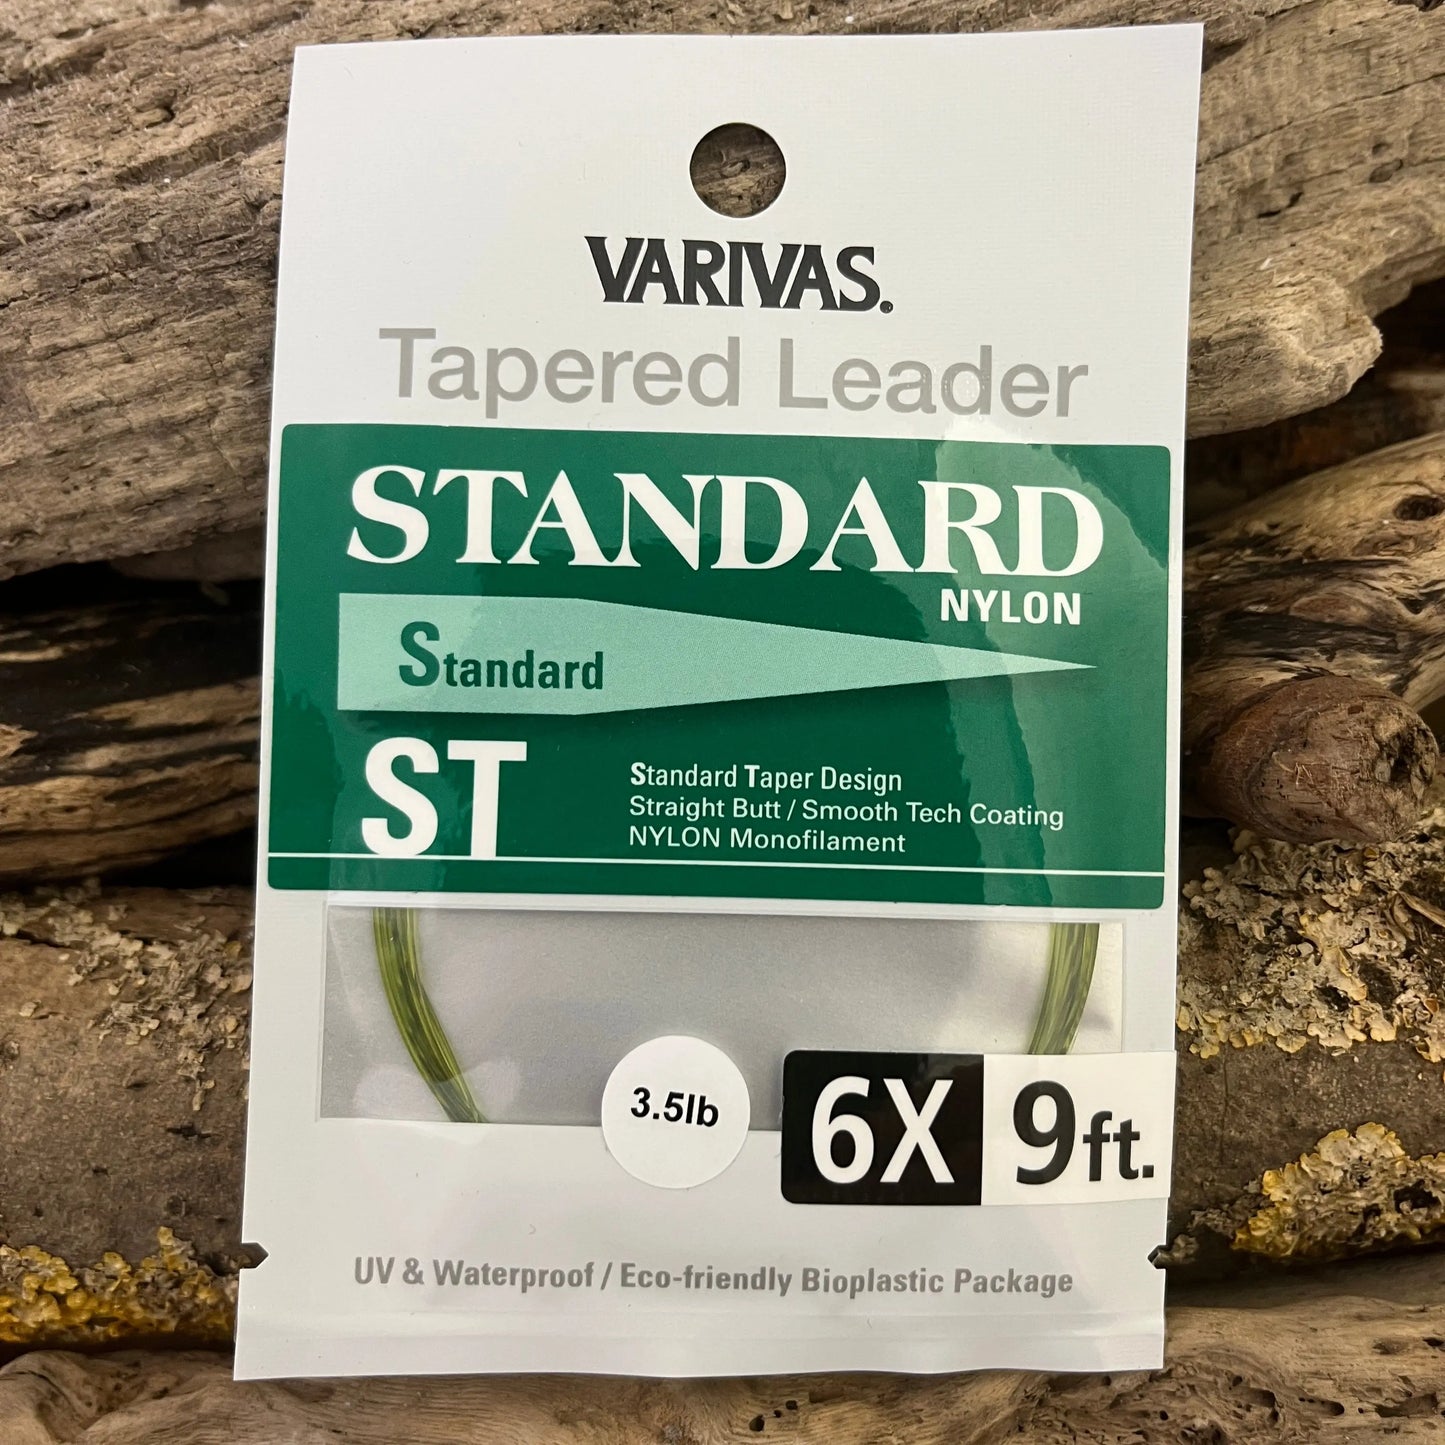 VARIVAS.
Tapered Leader
STANDARD
NYLON
Standard
ST
Standard Taper Design
Straight Butt / Smooth Tech Coating
NYLON Monofilament
3.5lb
6X 9ft.
UV & Waterproof / Eco-friendly Bioplastic Package